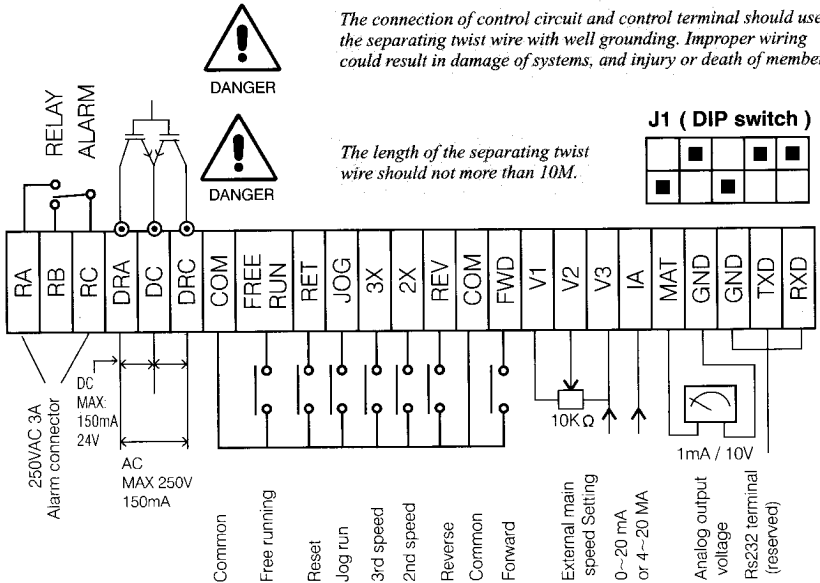 The connection of control circuit and control terminal should use
the separating twist wire with well grounding. Improper wiring
could result in damage of systems, and injury or death of member
DANGER
RELAY
ALARM
J1 ( DIP switch )
The length of the separating twist
wire should not more than 10M.
DANGER
RA
RB
RC
DRA
DC
DRC
COM
FREE
RUN
RET
JOG
3X
2X
REV
COM
FWD
V1
V2
V3
IA
MAT
GND
GND
TXD
RXD
250VAC 3A
Alarm connector
DC
MAX:
150mA
24V
AC
MAX 250V
150mA
10KΩ
1mA / 10V
Common
Free running
Reset
Jog run
3rd speed
2nd speed
Reverse
Common
Forward
External main
speed Setting
0~20 mA
or 4~20 MA
Analog output
voltage
Rs232 terminal
(reserved)